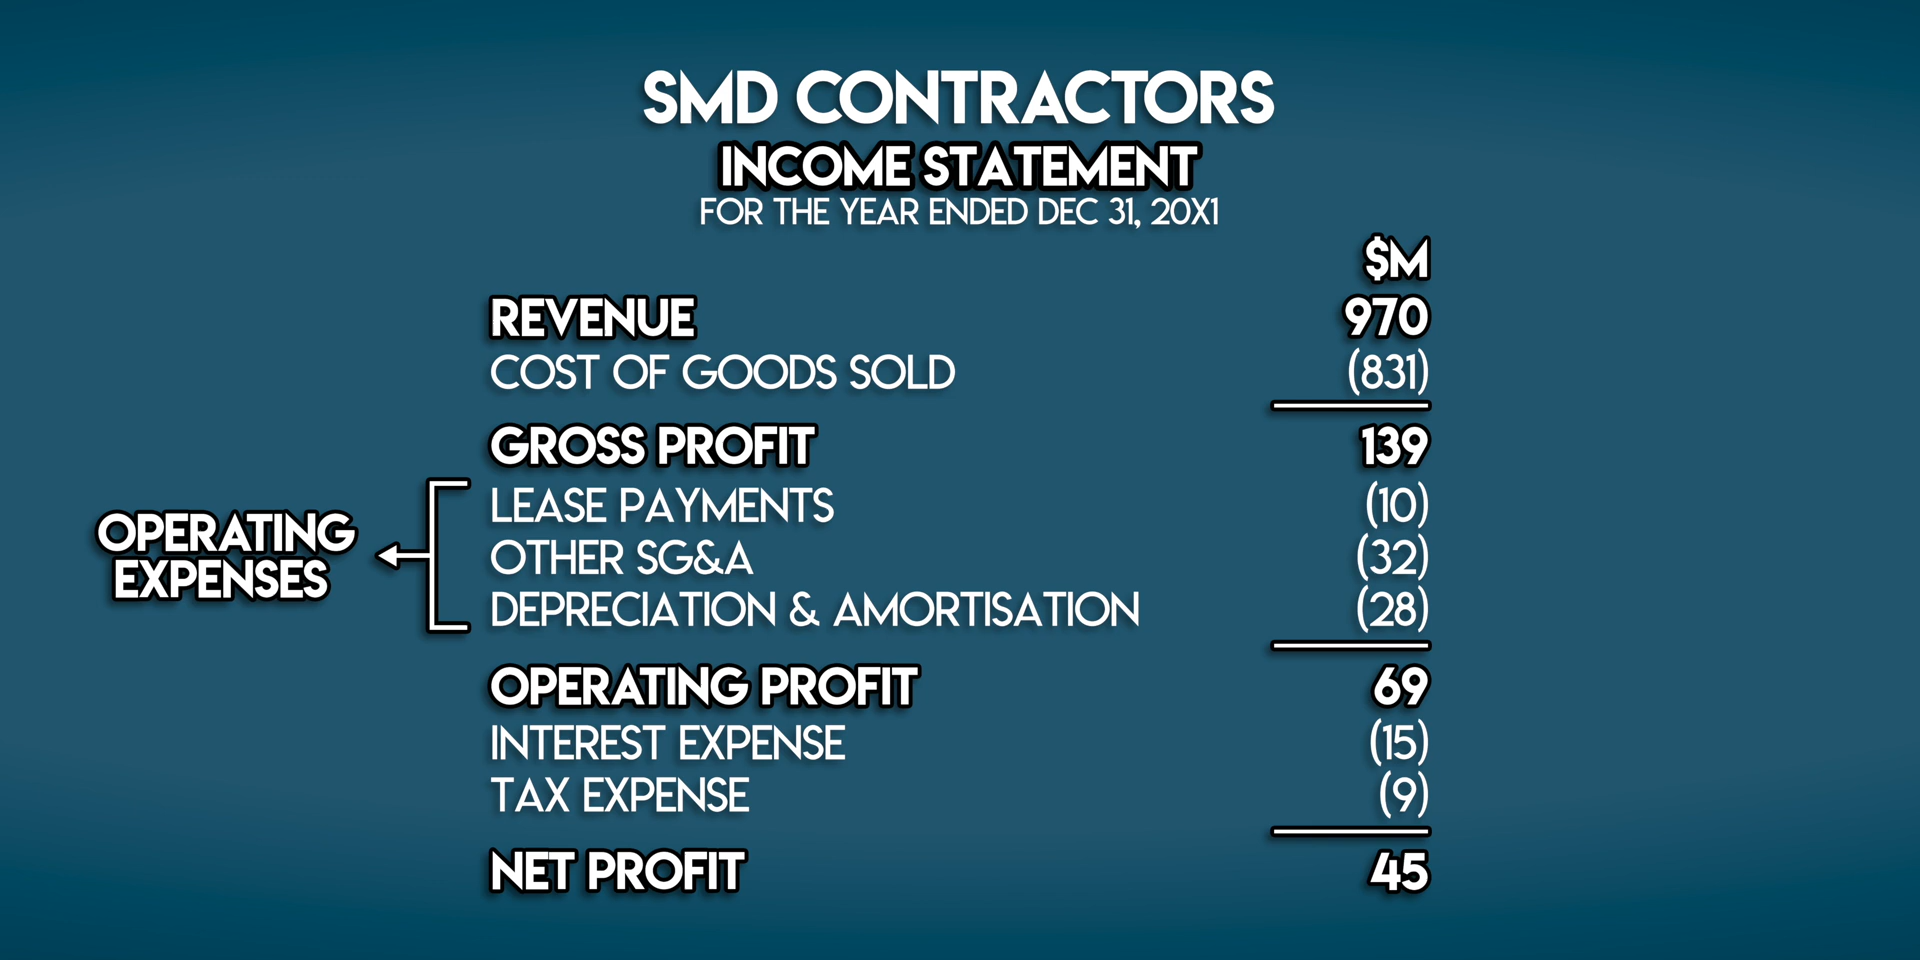 SMD CONTRACTORS
INCOME STATEMENT
FOR THE YEAR ENDED DEC 31, 20X1
$M
REVENUE 970
COST OF GOODS SOLD (831)
GROSS PROFIT 139
OPERATING
EXPENSES
LEASE PAYMENTS (10)
OTHER SG&A (32)
DEPRECIATION & AMORTISATION (28)
OPERATING PROFIT 69
INTEREST EXPENSE (15)
TAX EXPENSE (9)
NET PROFIT 45